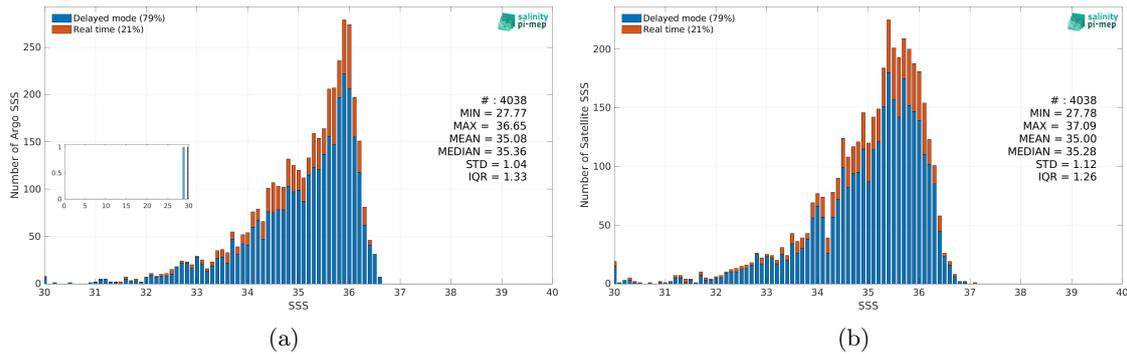 Delayed mode (79%)
Real time (21%)
salinity
pi-mep
250
200
150
100
50
0
Number of Argo SSS
# : 4038
MIN = 27.77
MAX = 36.65
MEAN = 35.08
MEDIAN = 35.36
STD = 1.04
IQR = 1.33
1
0.5
0
0 5 10 15 20 25 30
30 31 32 33 34 35 36 37 38 39 40
SSS
(a)
Delayed mode (79%)
Real time (21%)
salinity
pi-mep
200
150
100
50
0
Number of Satellite SSS
# : 4038
MIN = 27.78
MAX = 37.09
MEAN = 35.00
MEDIAN = 35.28
STD = 1.12
IQR = 1.26
30 31 32 33 34 35 36 37 38 39 40
SSS
(b)